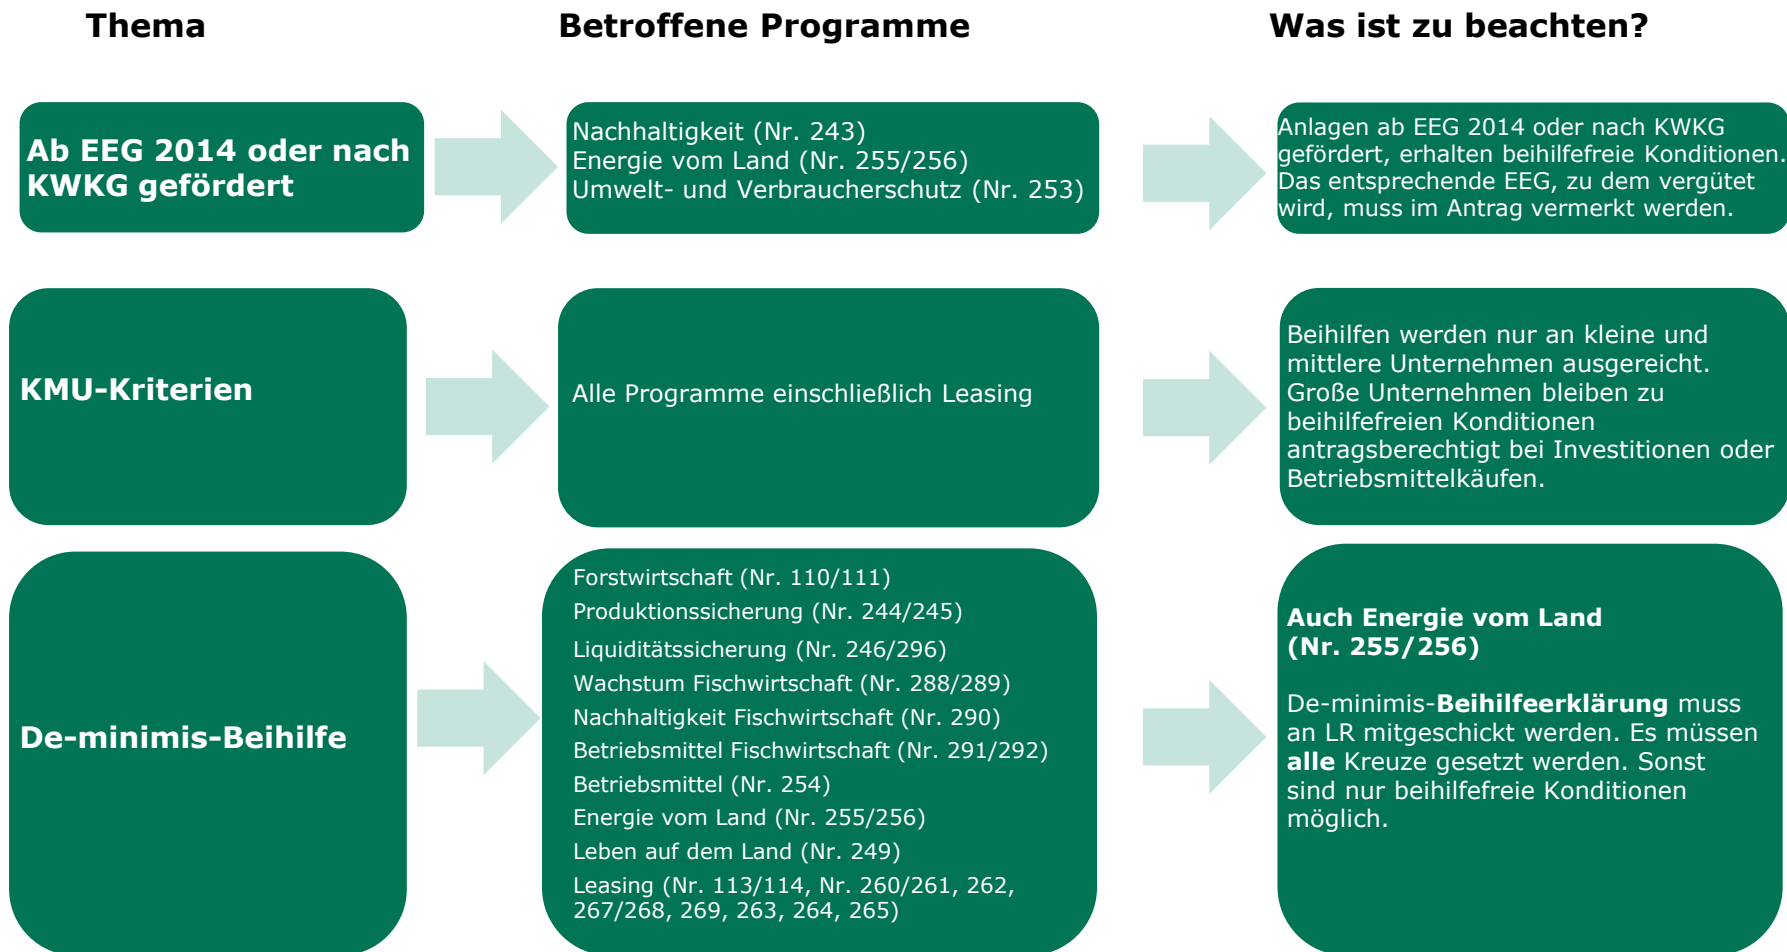 Thema
Betroffene Programme
Was ist zu beachten?
Ab EEG 2014 oder nach
KWKG gefördert
Nachhaltigkeit (Nr. 243)
Energie vom Land (Nr. 255/256)
Umwelt- und Verbraucherschutz (Nr. 253)
Anlagen ab EEG 2014 oder nach KWKG
gefördert, erhalten beihilfefreie Konditionen.
Das entsprechende EEG, zu dem vergütet
wird, muss im Antrag vermerkt werden.
KMU-Kriterien
Alle Programme einschließlich Leasing
Beihilfen werden nur an kleine und
mittlere Unternehmen ausgereicht.
Große Unternehmen bleiben zu
beihilfefreien Konditionen
antragsberechtigt bei Investitionen oder
Betriebsmittelkäufen.
De-minimis-Beihilfe
Forstwirtschaft (Nr. 110/111)
Produktionssicherung (Nr. 244/245)
Liquiditätssicherung (Nr. 246/296)
Wachstum Fischwirtschaft (Nr. 288/289)
Nachhaltigkeit Fischwirtschaft (Nr. 290)
Betriebsmittel Fischwirtschaft (Nr. 291/292)
Betriebsmittel (Nr. 254)
Energie vom Land (Nr. 255/256)
Leben auf dem Land (Nr. 249)
Leasing (Nr. 113/114, Nr. 260/261, 262,
267/268, 269, 263, 264, 265)
Auch Energie vom Land
(Nr. 255/256)
De-minimis-Beihilfeerklärung muss
an LR mitgeschickt werden. Es müssen
alle Kreuze gesetzt werden. Sonst
sind nur beihilfefreie Konditionen
möglich.